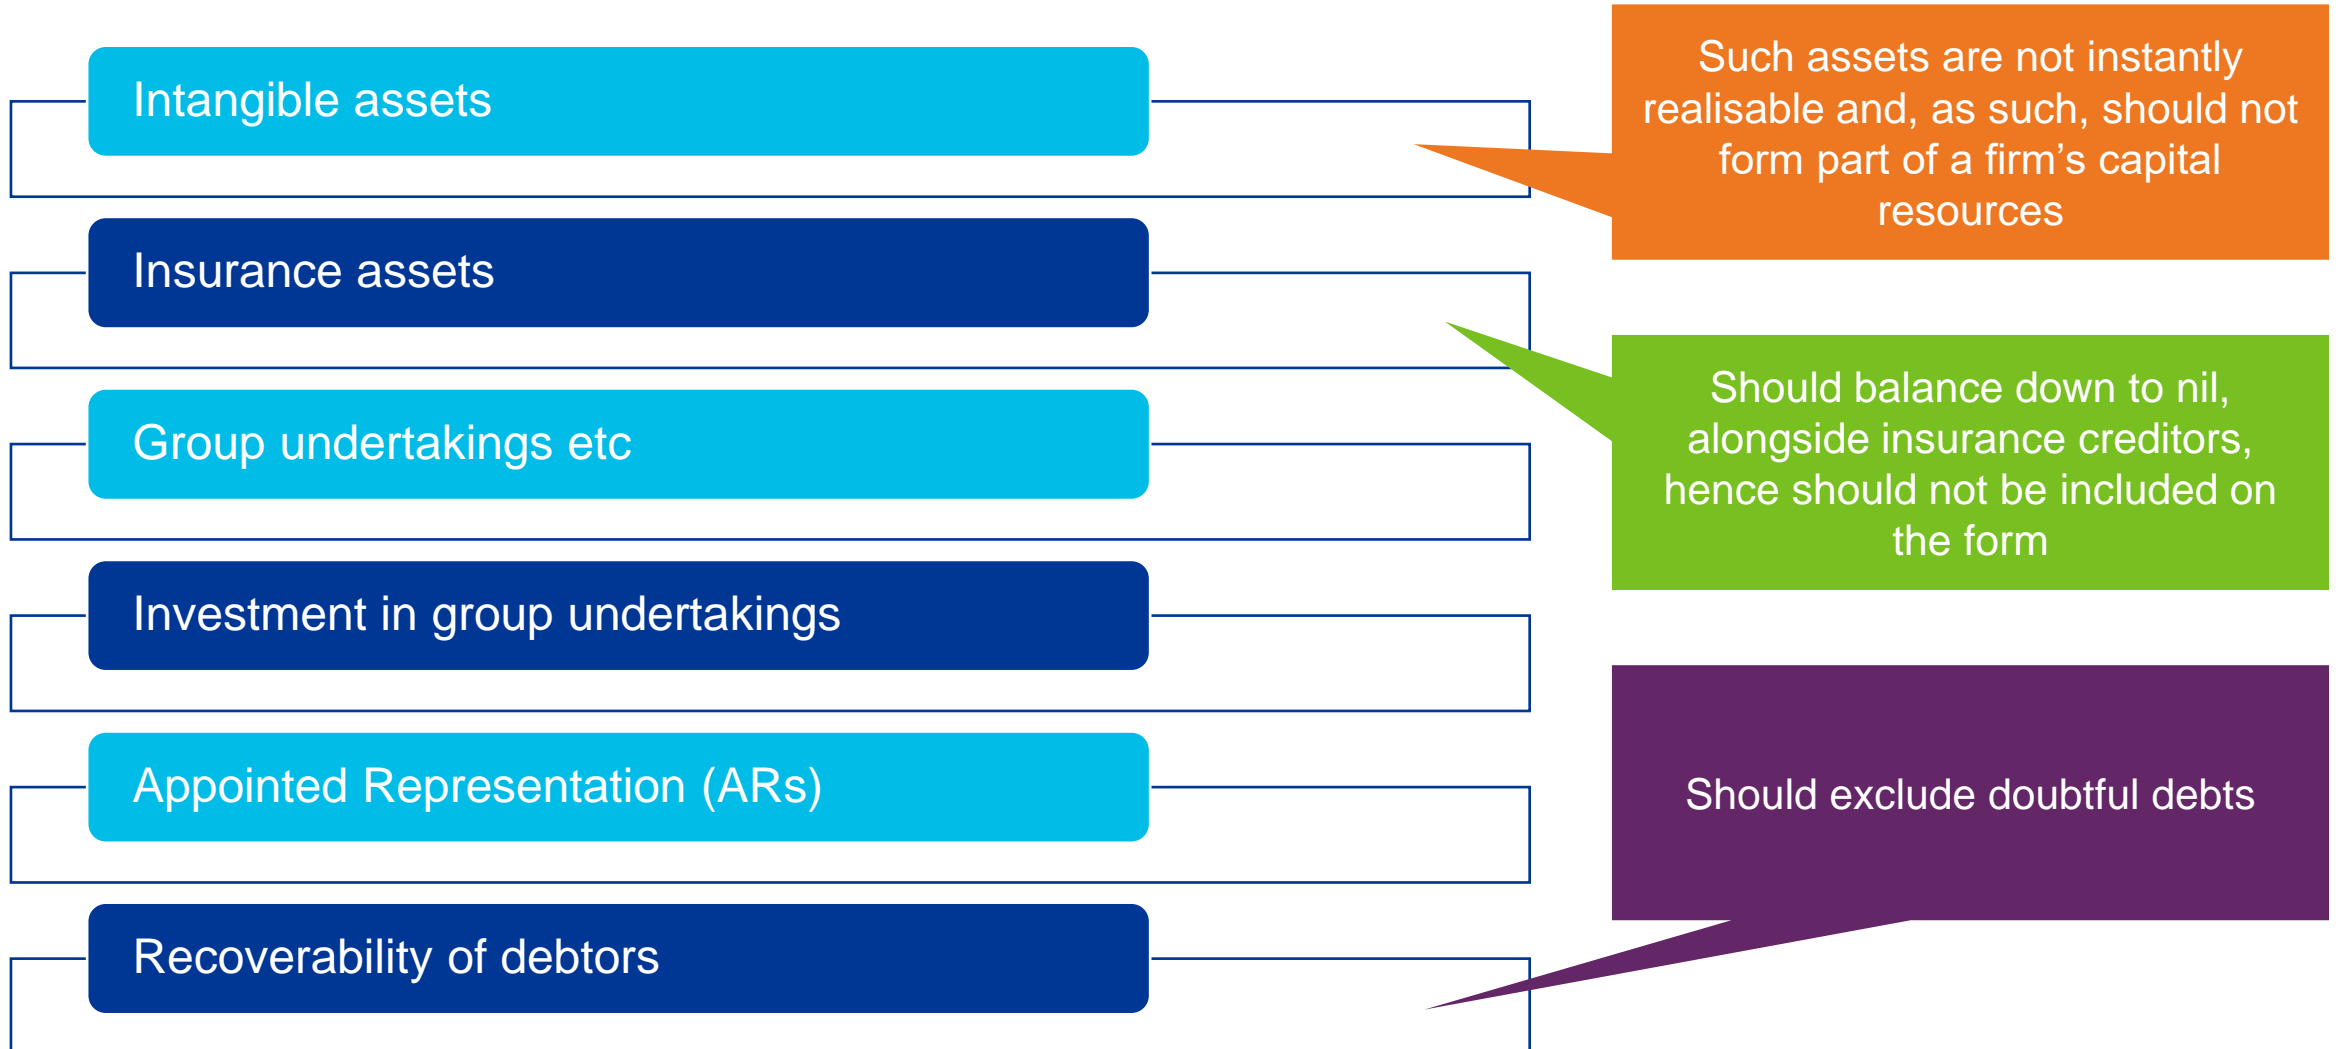 Intangible assets
Such assets are not instantly
realisable and, as such, should not
form part of a firm’s capital
resources
Insurance assets
Should balance down to nil,
alongside insurance creditors,
hence should not be included on
the form
Group undertakings etc
Investment in group undertakings
Appointed Representation (ARs)
Should exclude doubtful debts
Recoverability of debtors